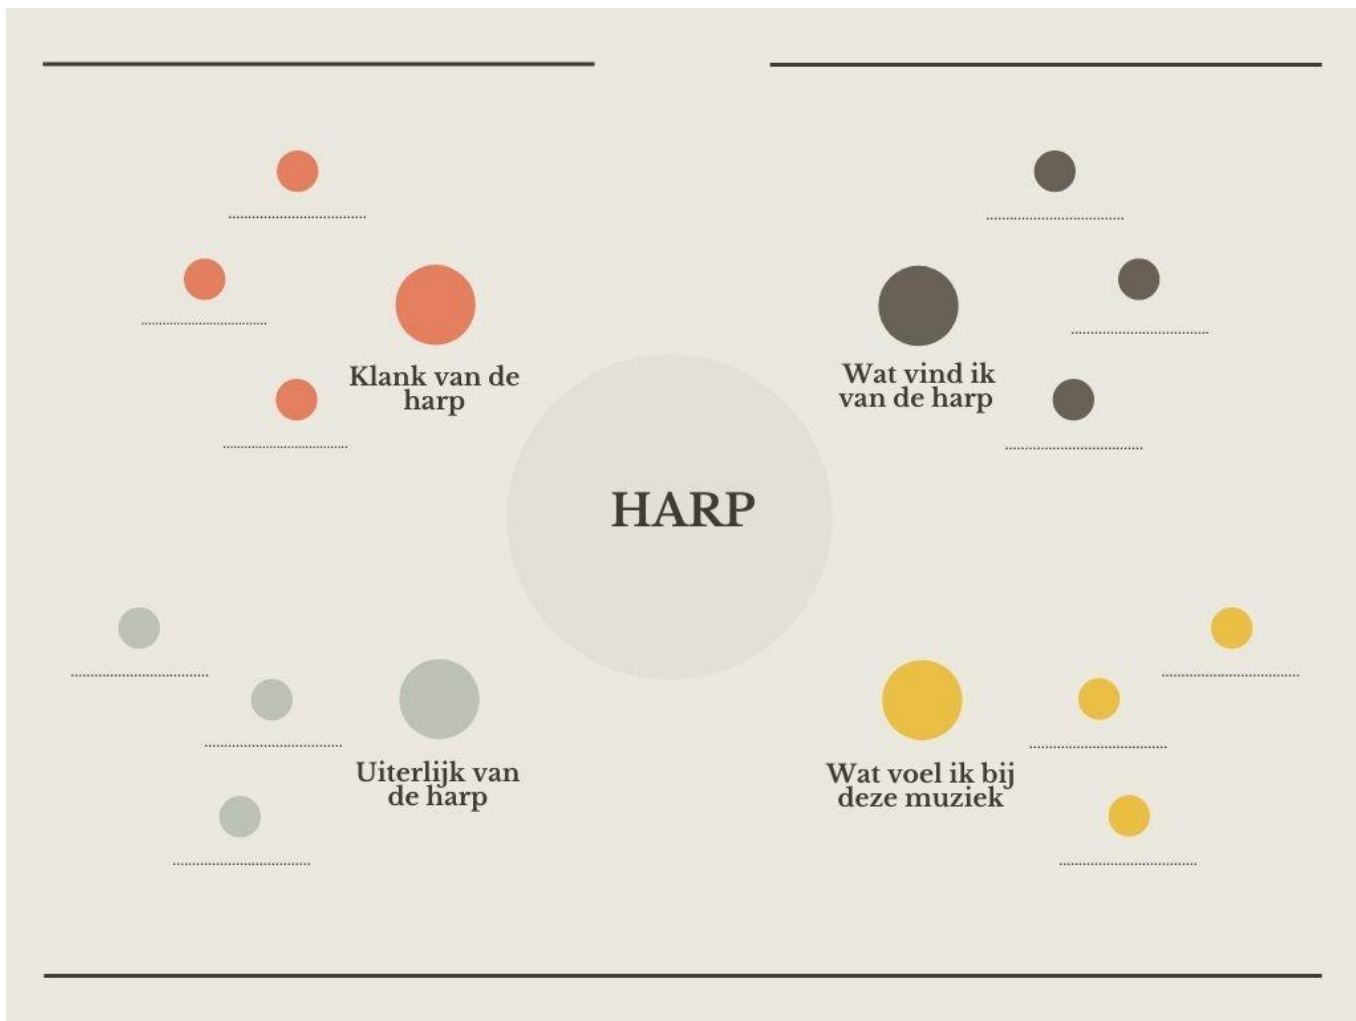 Klank van de
harp
Wat vind ik
van de harp
HARP
Uiterlijk van
de harp
Wat voel ik bij
deze muziek